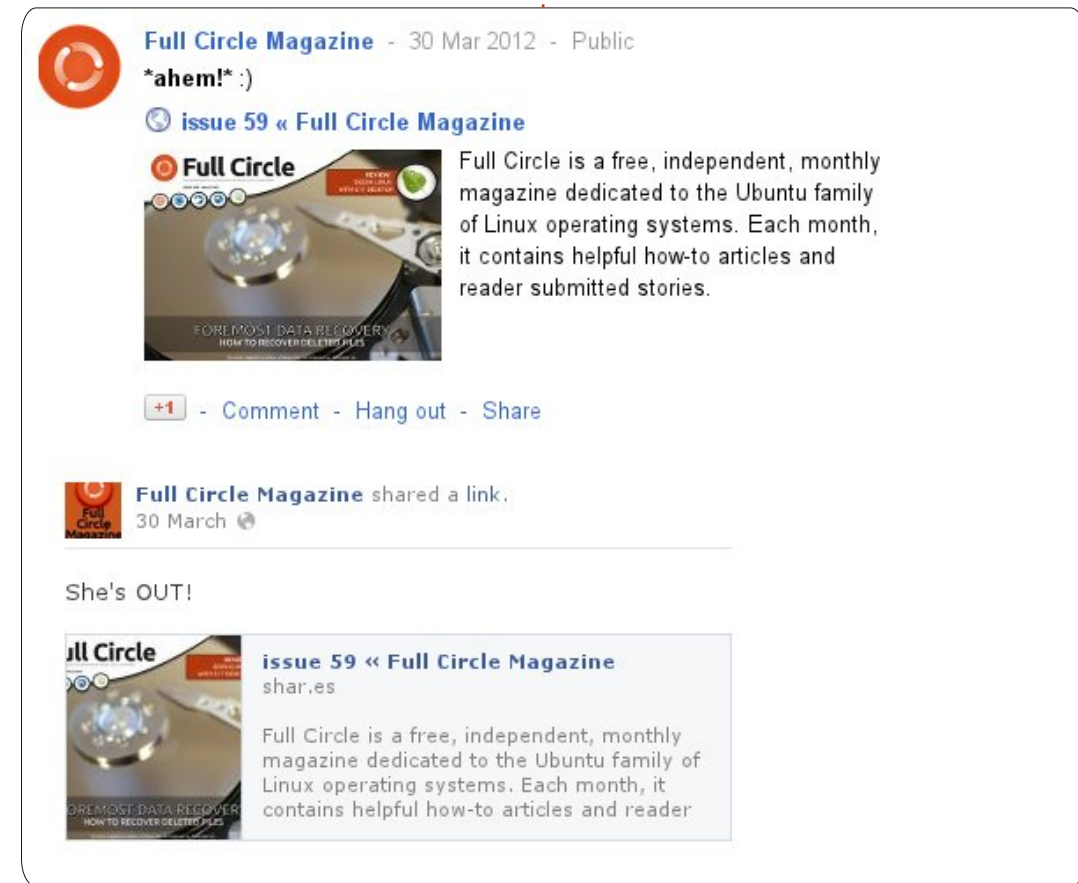 Full Circle Magazine - 30 Mar 2012 - Public
*ahem!* :)
issue 59 « Full Circle Magazine
Full Circle
REVIEW
WITH E17 DESKTOP
FOREMOST DATA RECOVERY
HOW TO RECOVER DELETED FILES
Full Circle is a free, independent, monthly
magazine dedicated to the Ubuntu family
of Linux operating systems. Each month,
it contains helpful how-to articles and
reader submitted stories.
+1 - Comment - Hang out - Share
Full
Circle
Magazine
Full Circle Magazine shared a link.
30 March
She's OUT!
ull Circle
OREMOST DATA RECOVER
HOW TO RECOVER DELETED FILES
issue 59 « Full Circle Magazine
shar.es
Full Circle is a free, independent, monthly
magazine dedicated to the Ubuntu family of
Linux operating systems. Each month, it
contains helpful how-to articles and reader